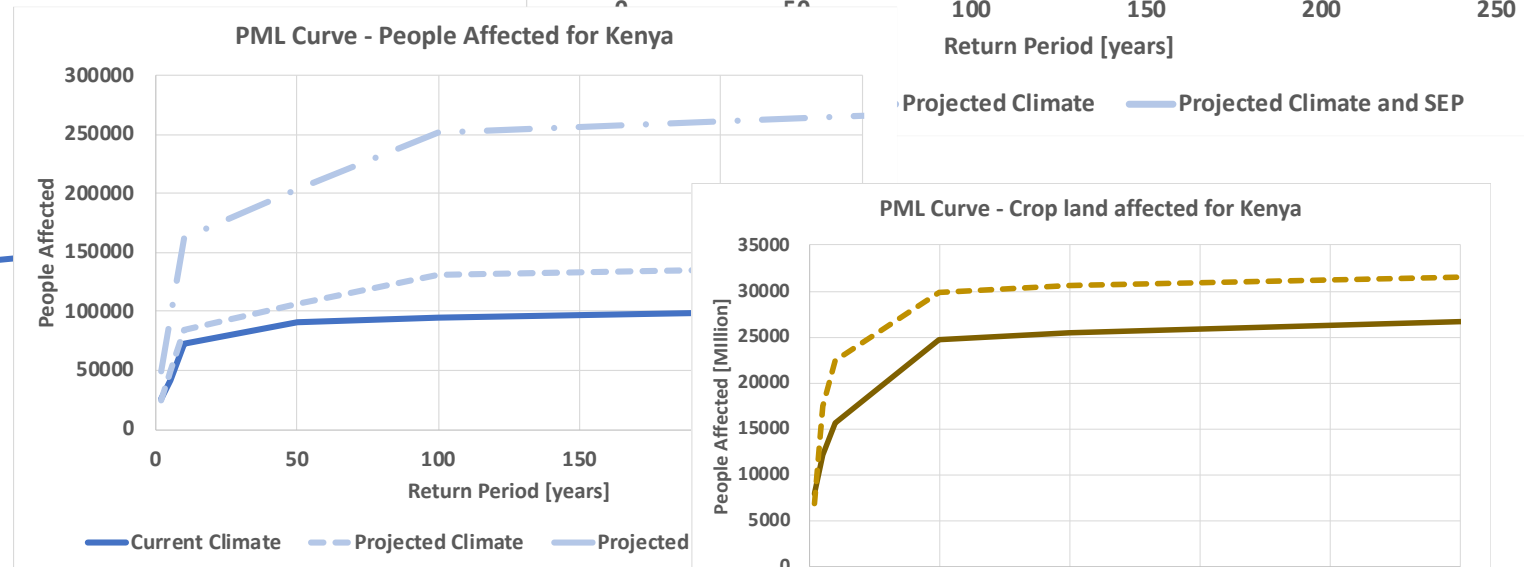 0 50 100 150 200 250
Return Period [years]
Projected Climate Projected Climate and SEP
PML Curve - People Affected for Kenya
300000
250000
200000
150000
100000
50000
0
People Affected
0 50 100 150
Return Period [years]
Current Climate Projected Climate Projected
PML Curve - Crop land affected for Kenya
35000
30000
25000
20000
15000
10000
5000
0
People Affected [MIllion]